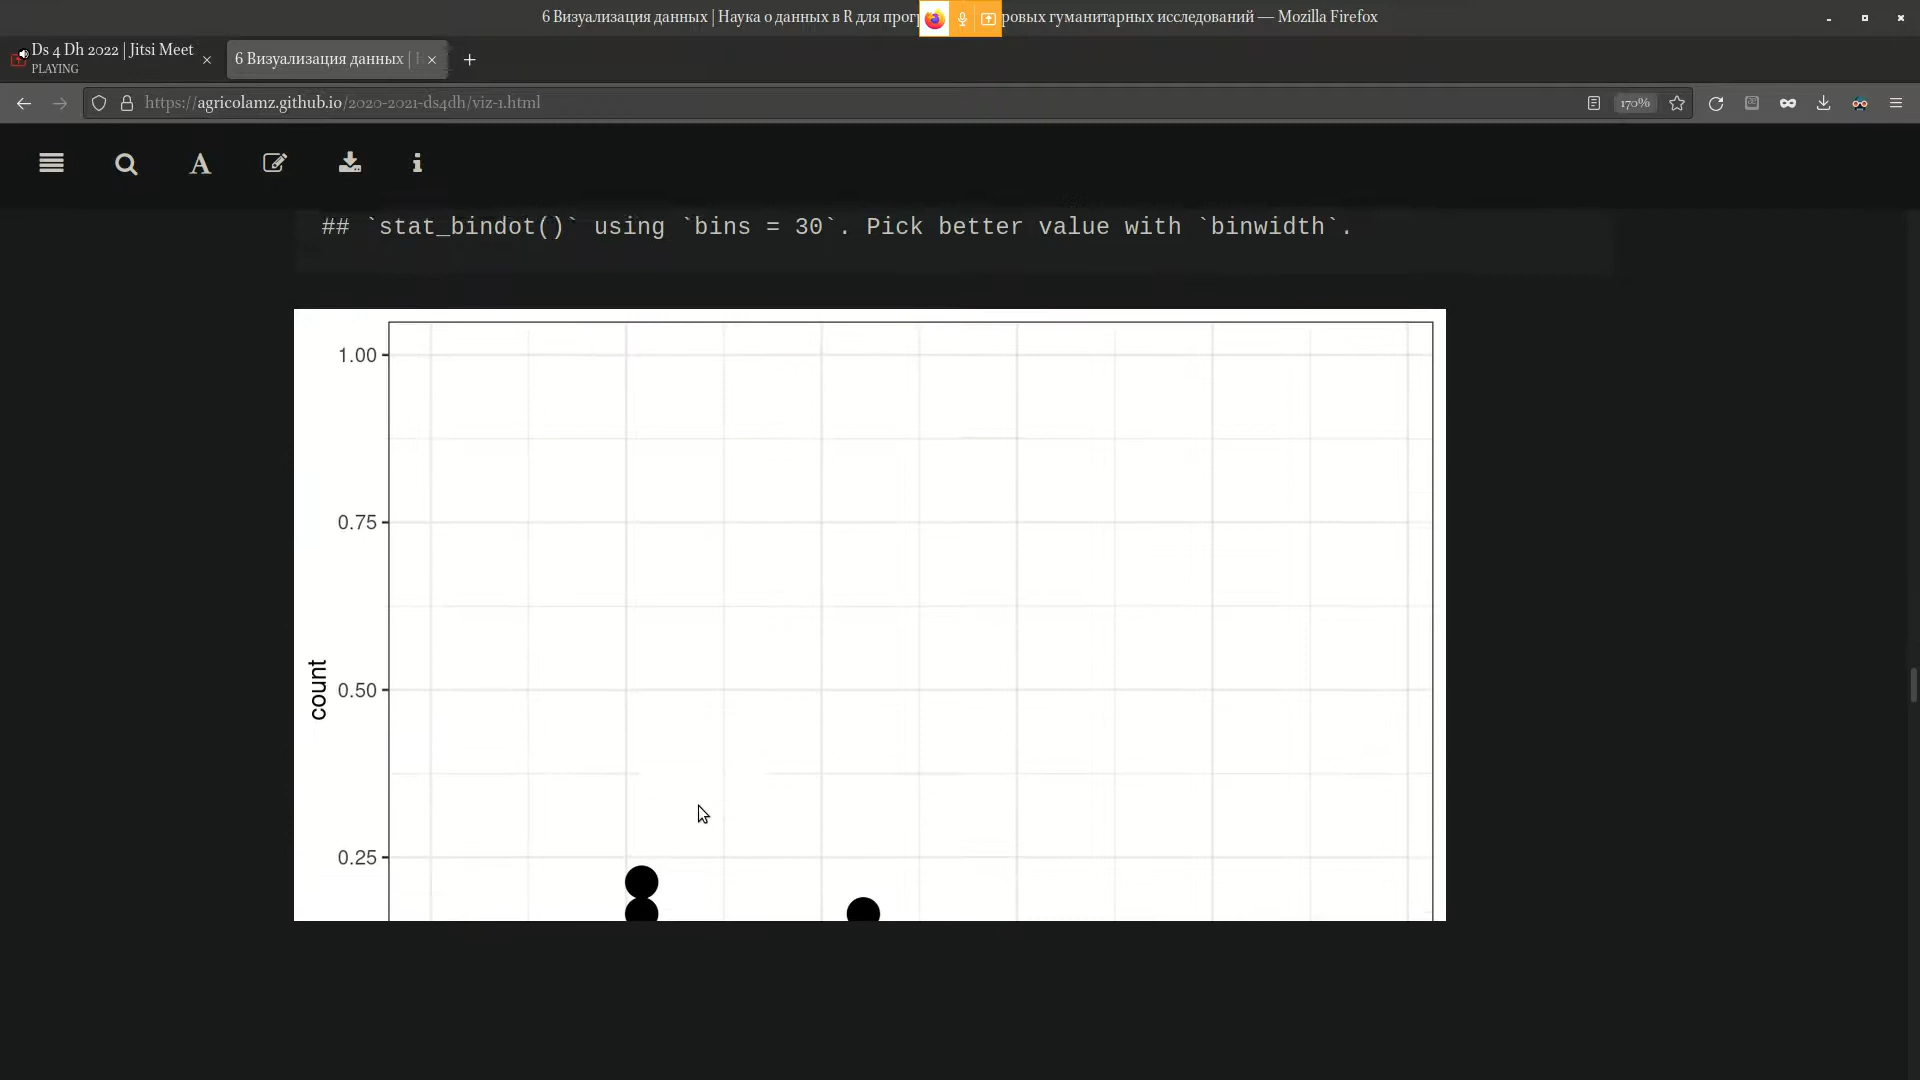 6 Визуализация данных | Наука о данных в R для прог ровых гуманитарных исследований — Mozilla Firefox
Ds 4 Dh 2022 | Jitsi Meet
PLAYING
6 Визуализация данных |
https://agricolamz.github.io/2020-2021-ds4dh/viz-1.html
170%
## `stat_bindot()` using `bins = 30`. Pick better value with `binwidth`.
1.00
0.75
count
0.50
0.25